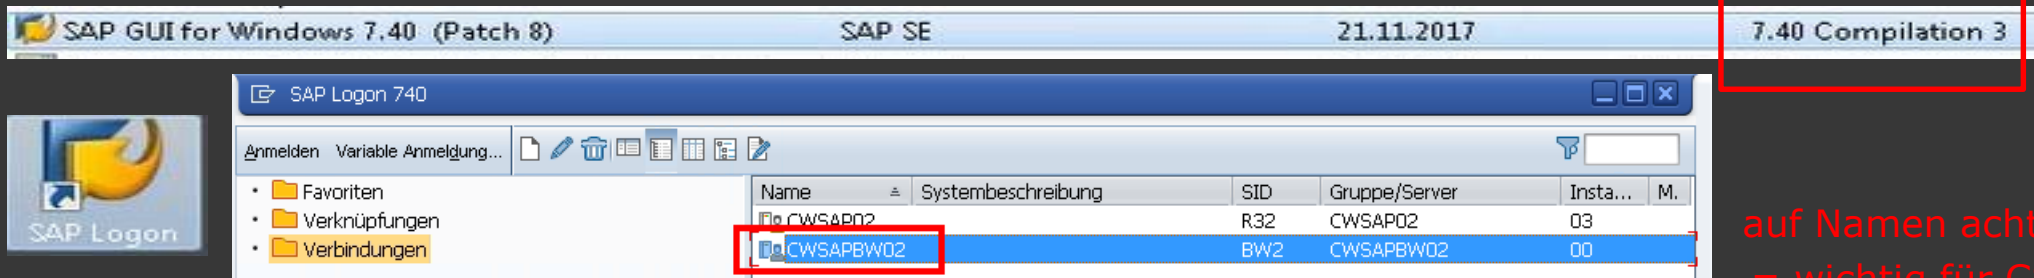 SAP GUI for Windows 7.40 (Patch 8) SAP SE 21.11.2017 7.40 Compilation 3
SAP Logon 740
Anmelden Variable Anmeldung...
SAP Logon
Favoriten
Verknüpfungen
Verbindungen
Name Systembeschreibung SID Gruppe/Server Insta... M.
CWSAP02 R32 CWSAP02 03
CWSAPBW02 BW2 CWSAPBW02 00
auf Namen acht
= wichtig für